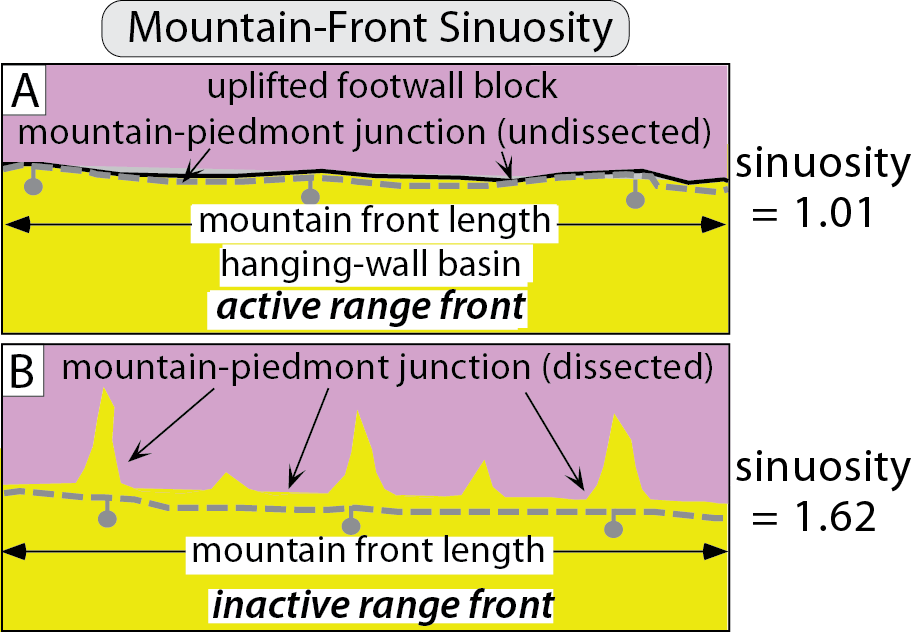 Mountain-Front Sinuosity
A
uplifted footwall block
mountain-piedmont junction (undissected)
sinuosity
= 1.01
mountain front length
hanging-wall basin
active range front
B
mountain-piedmont junction (dissected)
sinuosity
= 1.62
mountain front length
inactive range front